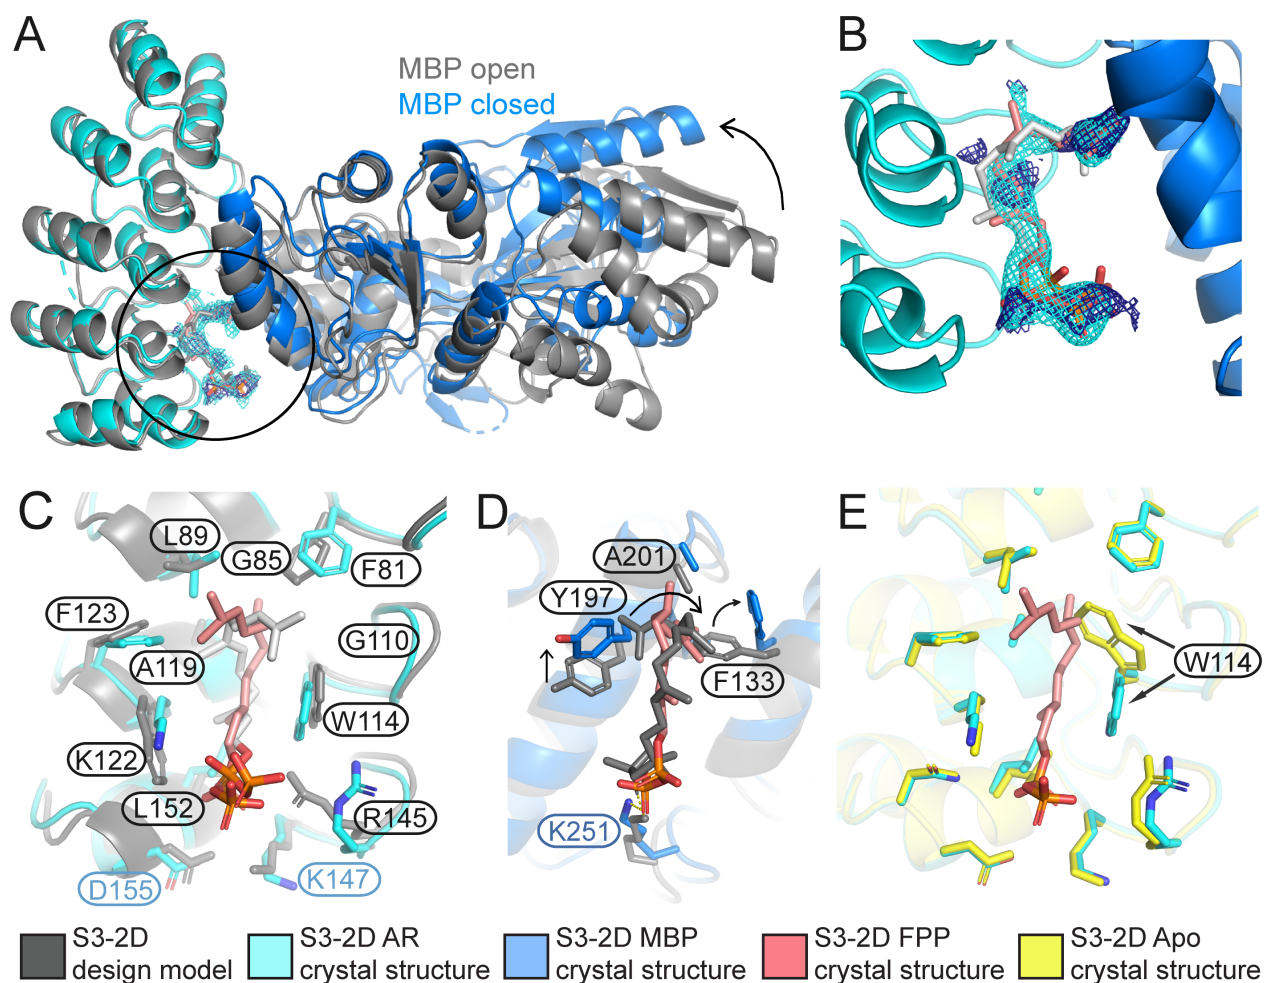 A
MBP open
MBP closed
B
C
L89
G85
F81
F123
G110
A119
W114
K122
L152
R145
D155
K147
D
A201
Y197
F133
K251
E
W114
S3-2D
design model
S3-2D AR
crystal structure
S3-2D MBP
crystal structure
S3-2D FPP
crystal structure
S3-2D Apo
crystal structure